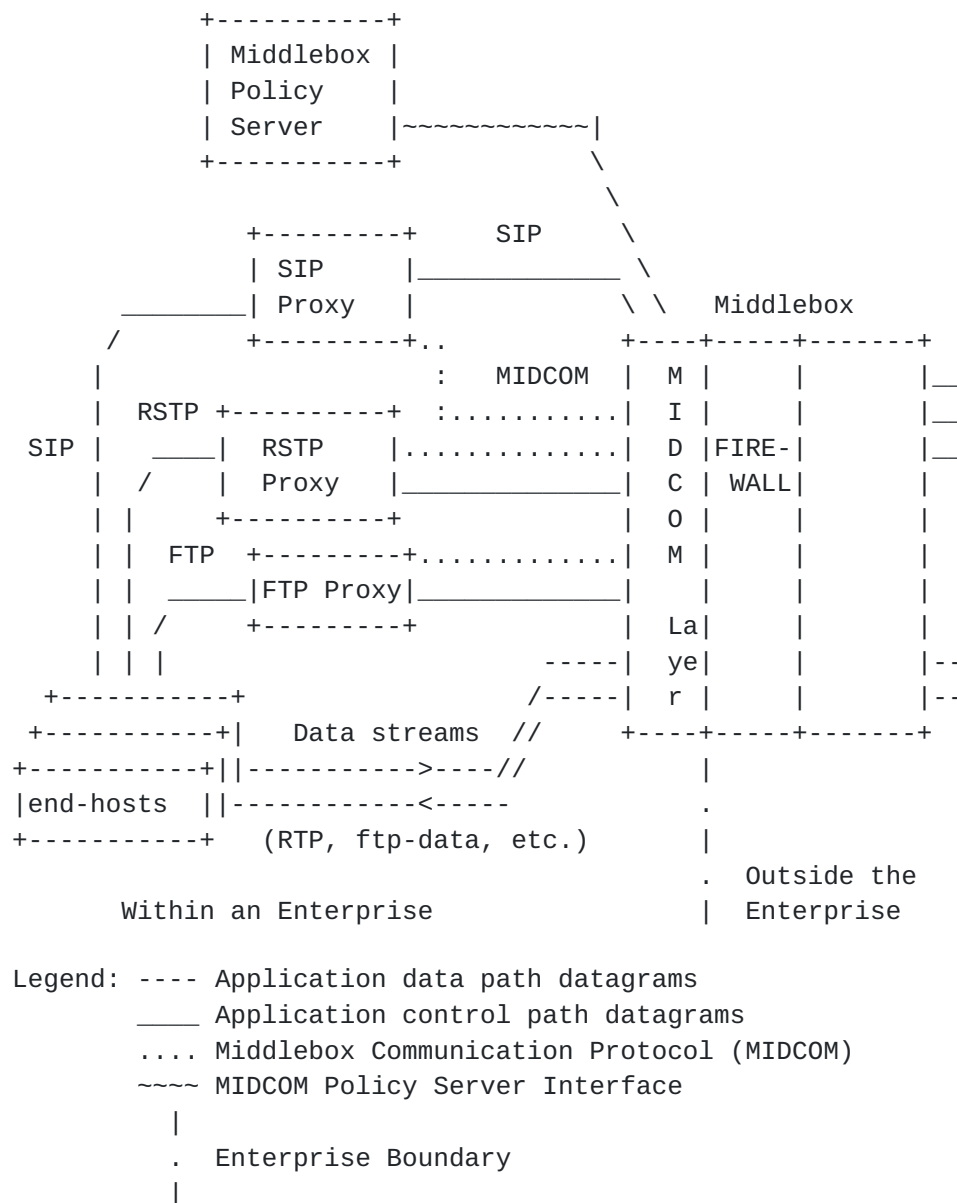 Middlebox
Policy
Server
SIP
SIP
Proxy
Middlebox
MIDCOM
M
RSTP
I
SIP
RSTP
D
FIRE-
Proxy
C
WALL
O
FTP
M
FTP Proxy
La
ye
r
Data streams
end-hosts
(RTP, ftp-data, etc.)
Outside the
Within an Enterprise
Enterprise
Legend: ---- Application data path datagrams
____ Application control path datagrams
.... Middlebox Communication Protocol (MIDCOM)
~~~~ MIDCOM Policy Server Interface
Enterprise Boundary